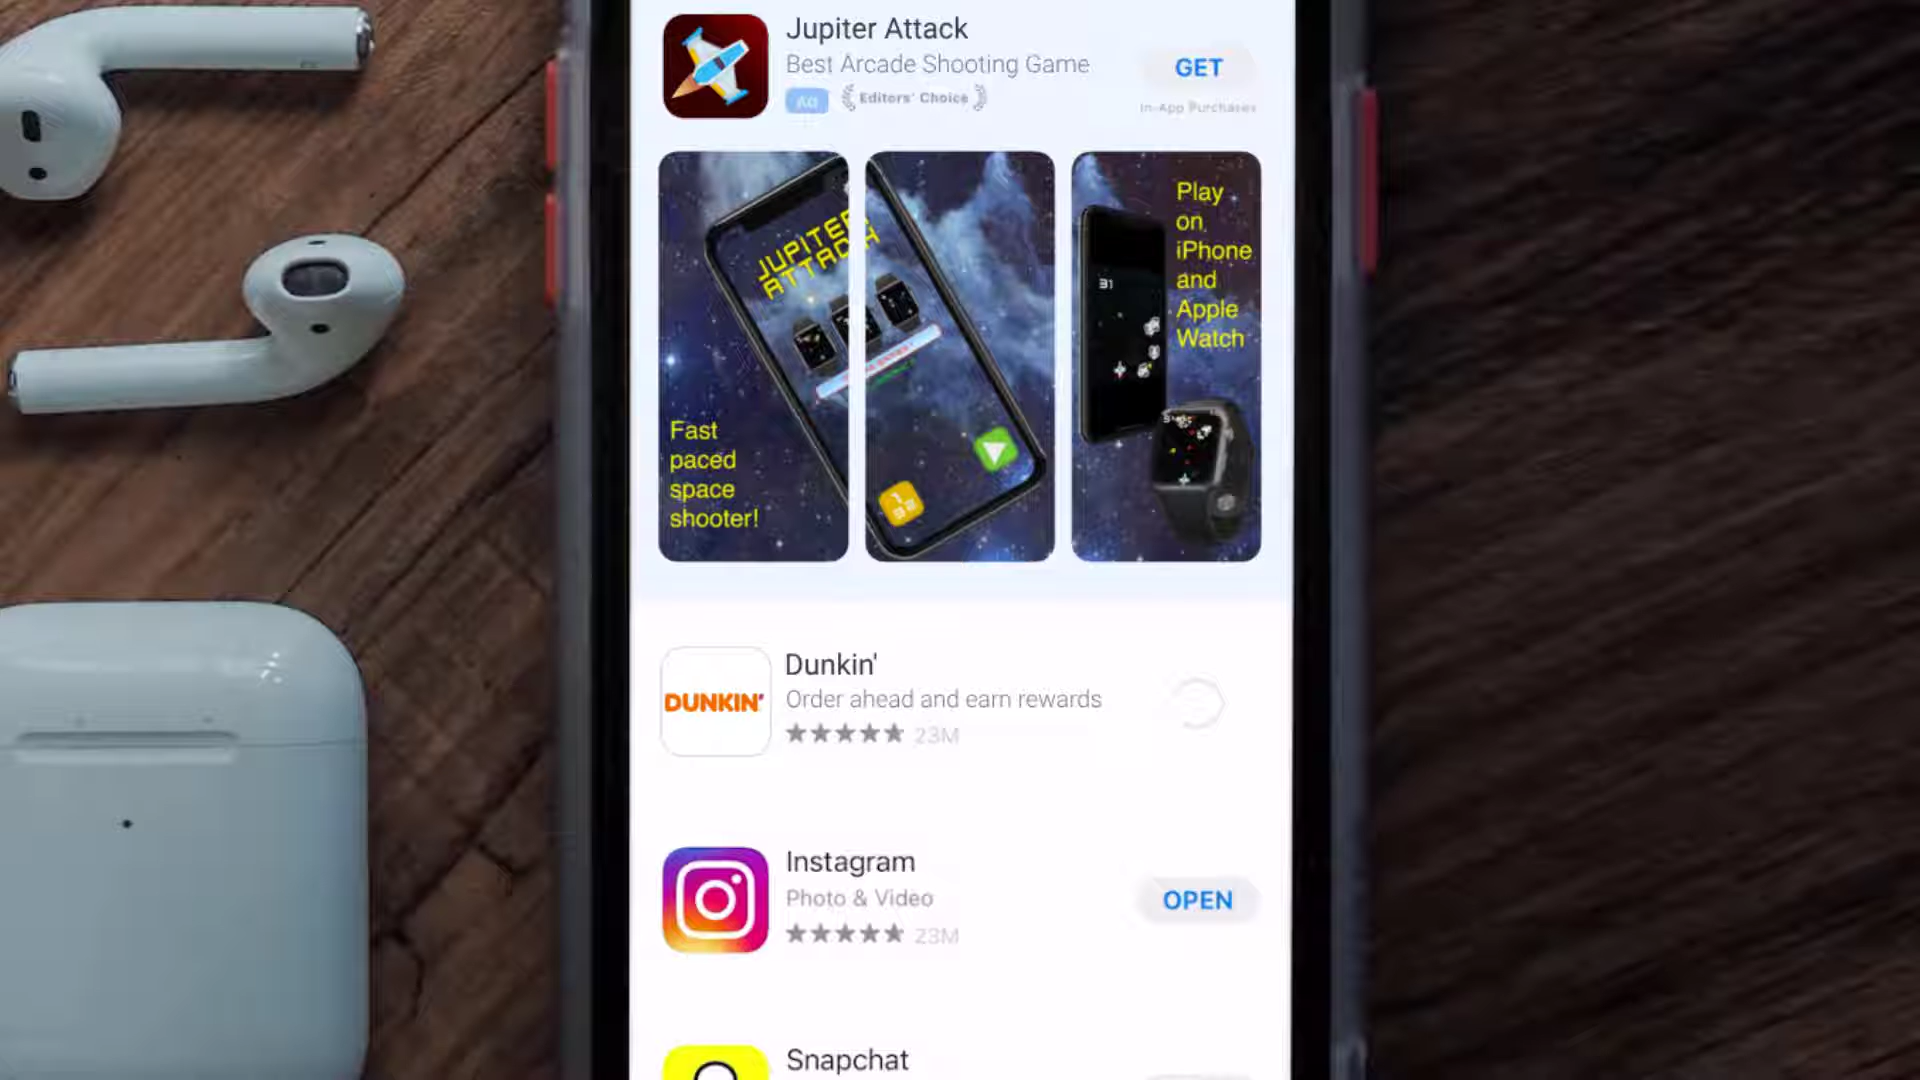 Jupiter Attack
Best Arcade Shooting Game
GET
Ad
Editors' Choice
In-App Purchases
JUPITER
ATTACK
Fast
paced
space
shooter!
31
Play
on
iPhone
and
Apple
Watch
Dunkin'
DUNKIN'
Order ahead and earn rewards
23M
Instagram
Photo & Video
OPEN
23M
Snapchat